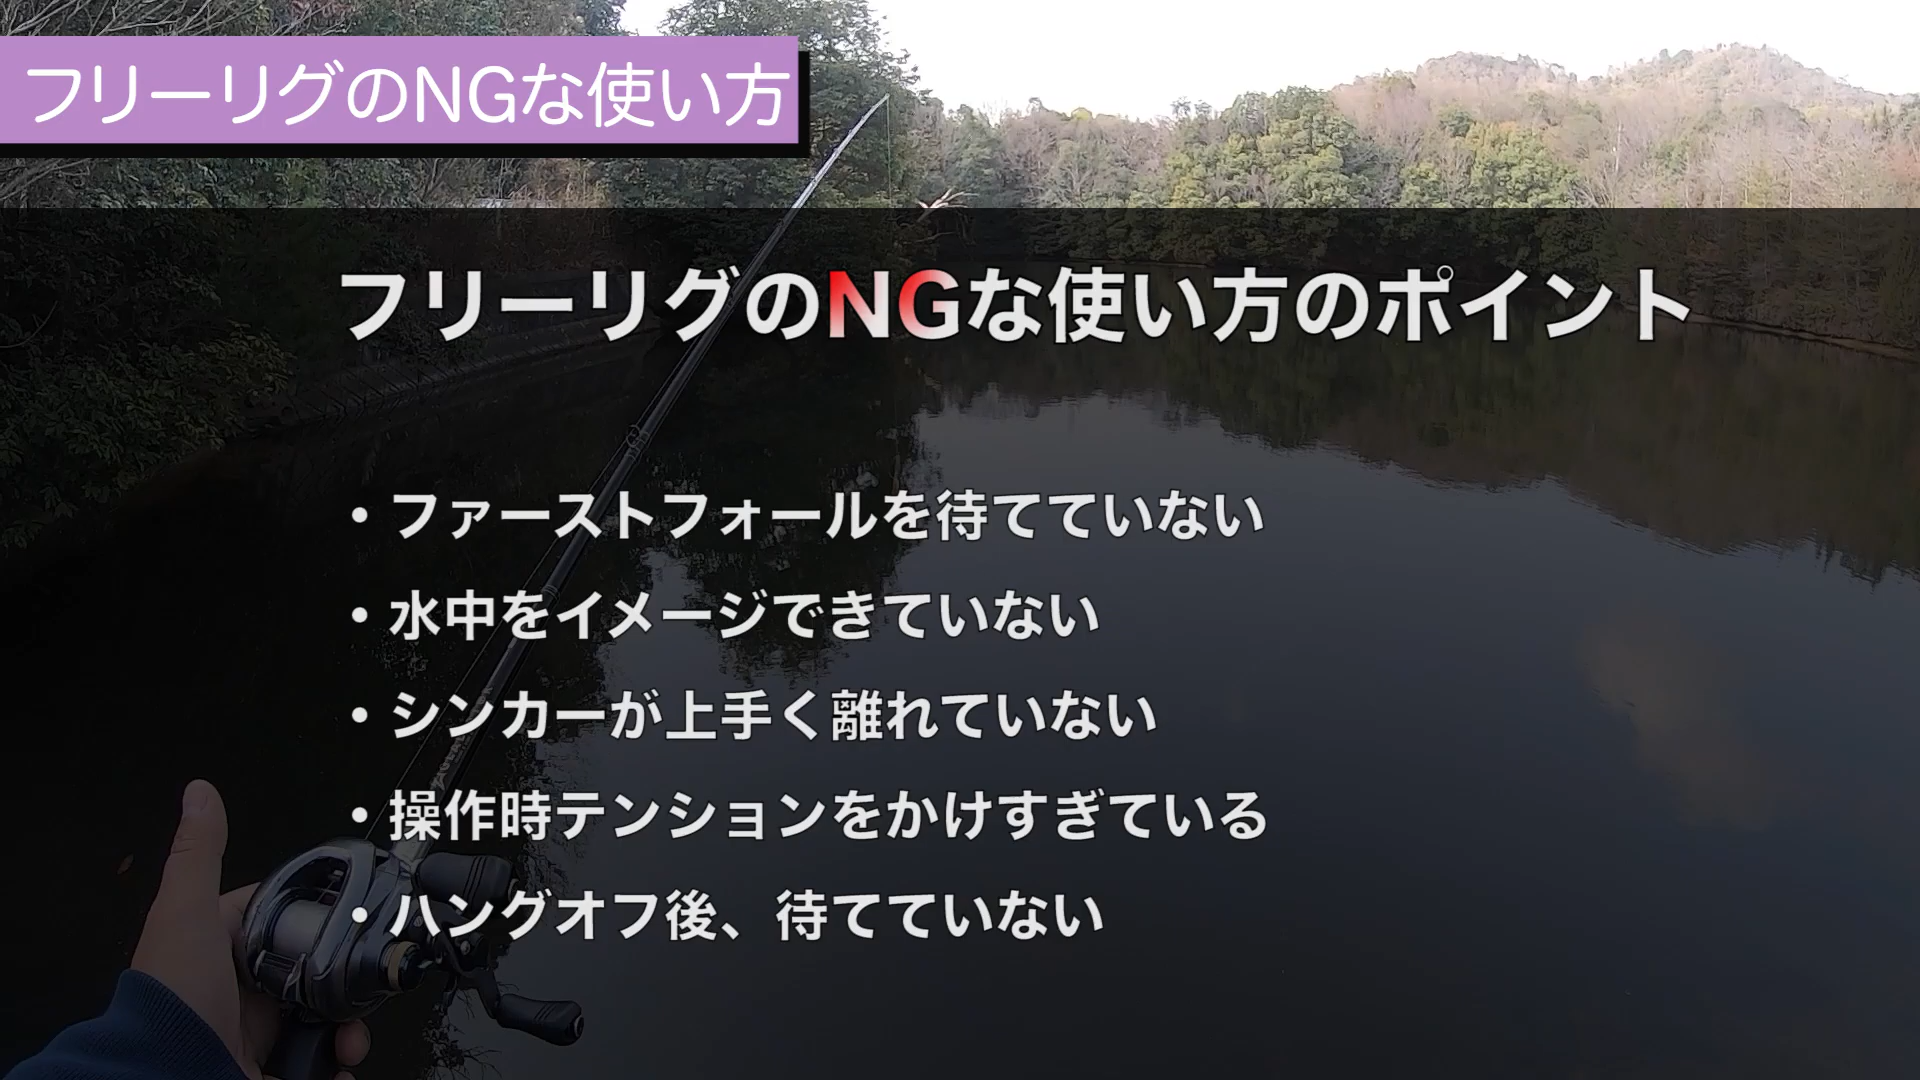 フリーリグのNGな使い方
フリーリグのNGな使い方のポイント
・ファーストフォールを待てていない
・水中をイメージできていない
・シンカーが上手く離れていない
・操作時テンションをかけすぎている
・ハングオフ後、待てていない